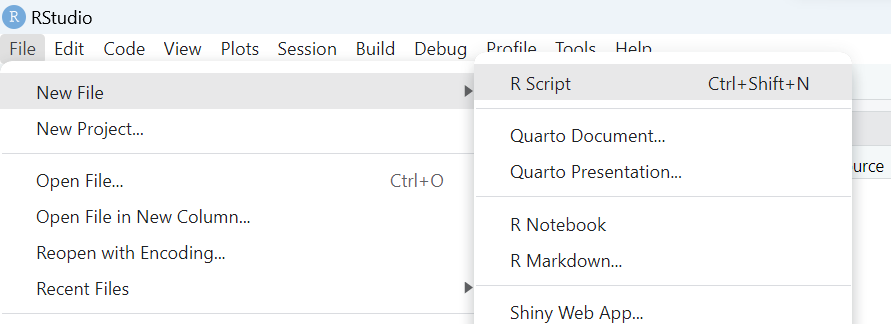 R RStudio
File Edit Code View Plots Session Build Debug Profile Tools Help
New File
New Project...
Open File... Ctrl+O
Open File in New Column...
Reopen with Encoding...
Recent Files
R Script Ctrl+Shift+N
Quarto Document...
Quarto Presentation...
R Notebook
R Markdown...
Shiny Web App...
ource